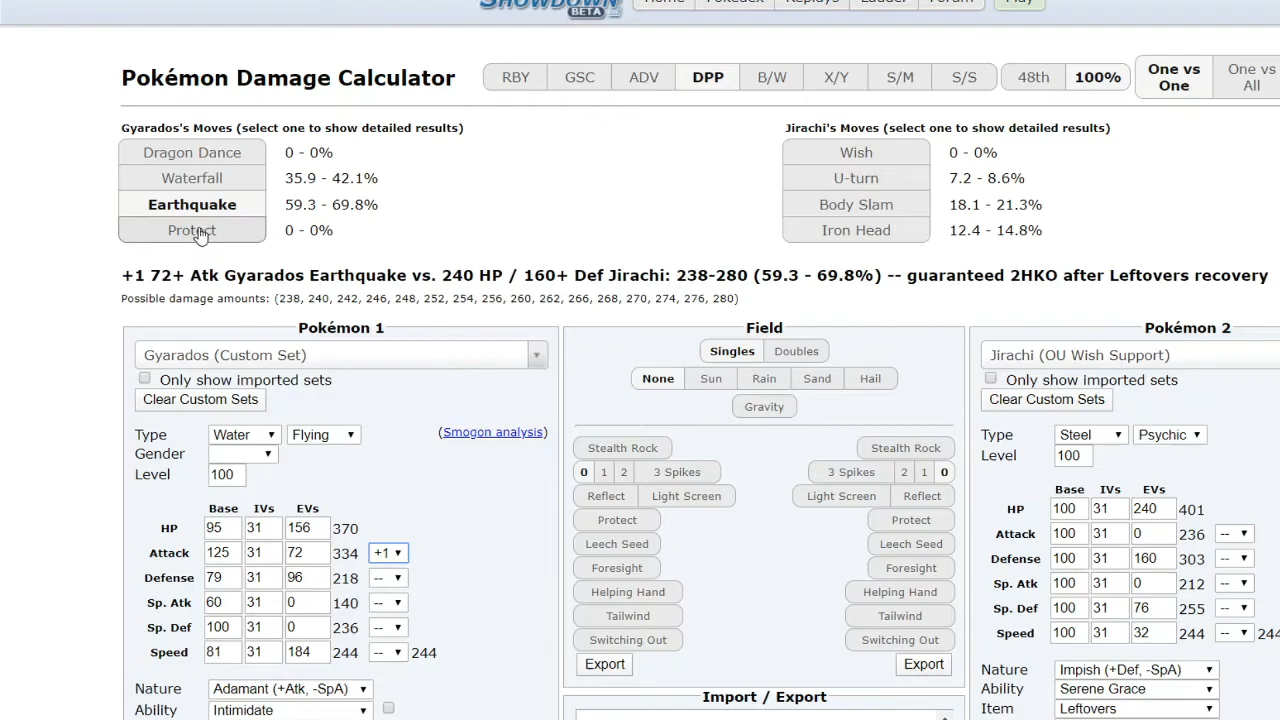 SHOWDOWN
BETA
Home Pokédex Replays Ladder Forum Play
Pokémon Damage Calculator
RBY GSC ADV DPP B/W X/Y S/M S/S 48th 100% One vs One One vs All
Gyarados's Moves (select one to show detailed results)
Dragon Dance 0 - 0%
Waterfall 35.9 - 42.1%
Earthquake 59.3 - 69.8%
Protect 0 - 0%
Jirachi's Moves (select one to show detailed results)
Wish 0 - 0%
U-turn 7.2 - 8.6%
Body Slam 18.1 - 21.3%
Iron Head 12.4 - 14.8%
+1 72+ Atk Gyarados Earthquake vs. 240 HP / 160+ Def Jirachi: 238-280 (59.3 - 69.8%) -- guaranteed 2HKO after Leftovers recovery
Possible damage amounts: (238, 240, 242, 246, 248, 252, 254, 256, 260, 262, 266, 268, 270, 274, 276, 280)
Pokémon 1
Gyarados (Custom Set)
Only show imported sets
Clear Custom Sets
Type Water Flying (Smogon analysis)
Gender
Level 100
Base IVs EVs
HP 95 31 156 370
Attack 125 31 72 334 +1
Defense 79 31 96 218 --
Sp. Atk 60 31 0 140 --
Sp. Def 100 31 0 236 --
Speed 81 31 184 244 -- 244
Nature Adamant (+Atk, -SpA)
Ability Intimidate
Field
Singles Doubles
None Sun Rain Sand Hail
Gravity
Stealth Rock Stealth Rock
0 1 2 3 Spikes 3 Spikes 2 1 0
Reflect Light Screen Light Screen Reflect
Protect Protect
Leech Seed Leech Seed
Foresight Foresight
Helping Hand Helping Hand
Tailwind Tailwind
Switching Out Switching Out
Export Export
Import / Export
Pokémon 2
Jirachi (OU Wish Support)
Only show imported sets
Clear Custom Sets
Type Steel Psychic
Level 100
Base IVs EVs
HP 100 31 240 401
Attack 100 31 0 236 --
Defense 100 31 160 303 --
Sp. Atk 100 31 0 212 --
Sp. Def 100 31 76 255 --
Speed 100 31 32 244 -- 244
Nature Impish (+Def, -SpA)
Ability Serene Grace
Item Leftovers